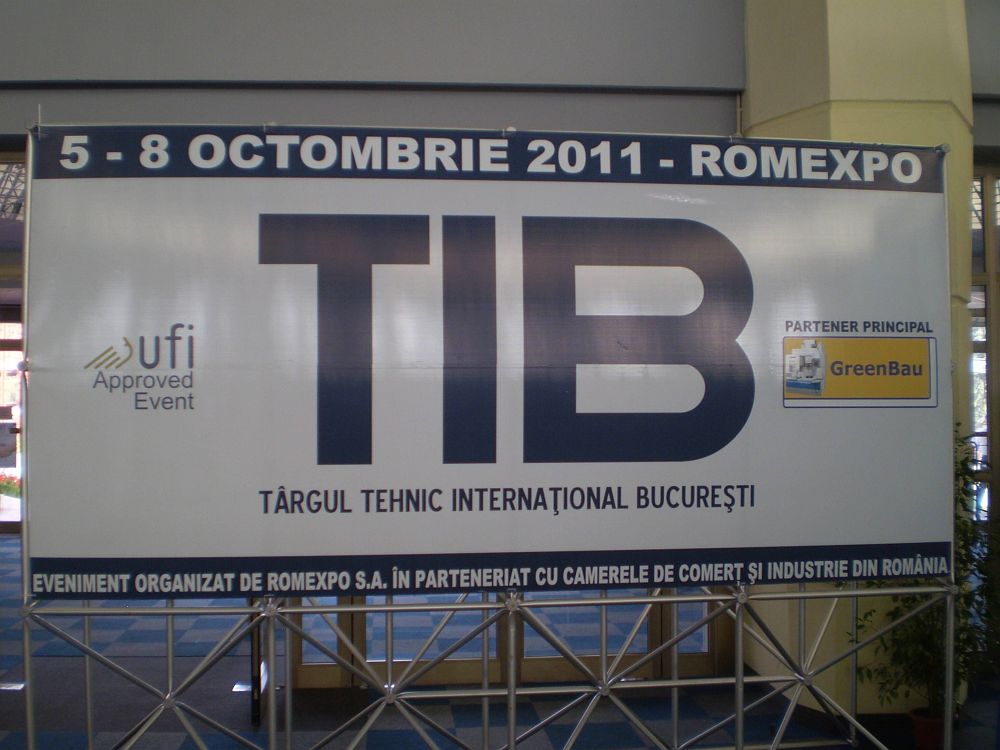 5 - 8 OCTOMBRIE 2011 - ROMEXPO
TIB
ufi
Approved
Event
PARTENER PRINCIPAL
GreenBau
TÂRGUL TEHNIC INTERNAŢIONAL BUCUREŞTI
EVENIMENT ORGANIZAT DE ROMEXPO S.A. ÎN PARTENERIAT CU CAMERELE DE COMERT ŞI INDUSTRIE DIN ROMÂNIA